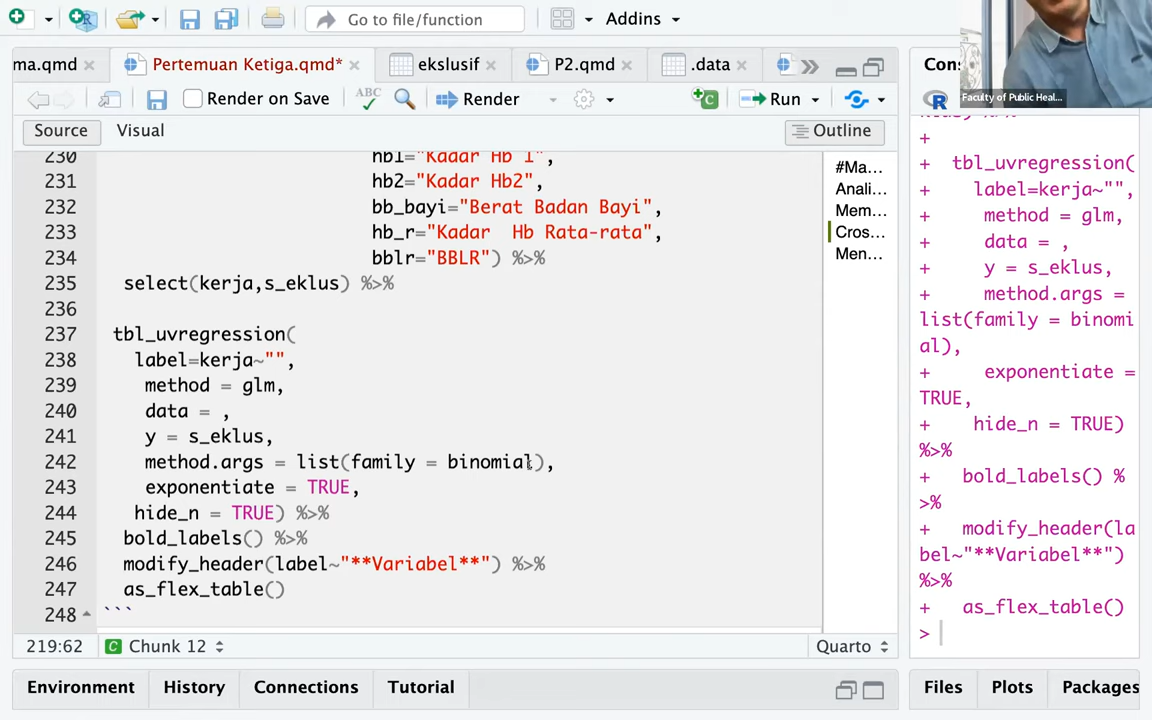 Go to file/function
Addins
ma.qmd
Pertemuan Ketiga.qmd*
ekslusif
P2.qmd
.data
Cons
Render on Save
ABC
Render
Run
Faculty of Public Heal...
Source
Visual
Outline
230 hb1="Kadar Hb 1",
231 hb2="Kadar Hb2",
232 bb_bayi="Berat Badan Bayi",
233 hb_r="Kadar  Hb Rata-rata",
234 bblr="BBLR") %>%
235 select(kerja,s_eklus) %>%
236
237 tbl_uvregression(
238 label=kerja~"",
239 method = glm,
240 data = ,
241 y = s_eklus,
242 method.args = list(family = binomial),
243 exponentiate = TRUE,
244 hide_n = TRUE) %>%
245 bold_labels() %>%
246 modify_header(label~"**Variabel**") %>%
247 as_flex_table()
248 ```
#Ma...
Anali...
Mem...
Cros...
Men...
+
+ tbl_uvregression(
+ label=kerja~"",
+ method = glm,
+ data = ,
+ y = s_eklus,
+ method.args =
list(family = binomi
al),
+ exponentiate =
TRUE,
+ hide_n = TRUE)
%>%
+ bold_labels() %
>%
+ modify_header(la
bel~"**Variabel**")
%>%
+ as_flex_table()
>
219:62
Chunk 12
Quarto
Environment
History
Connections
Tutorial
Files
Plots
Packages